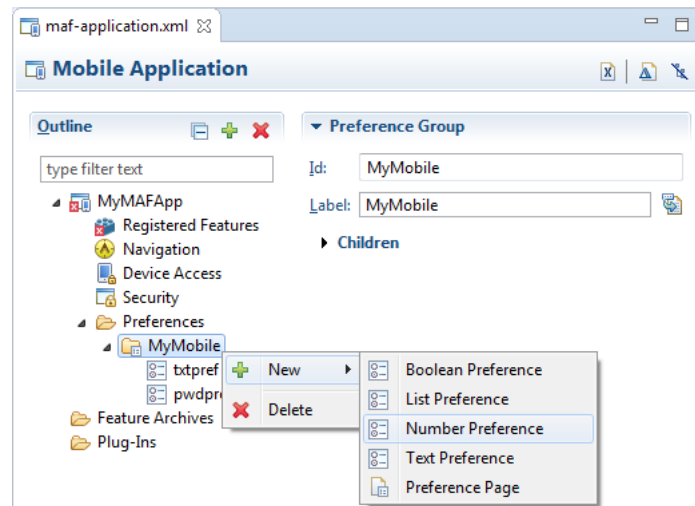 maf-application.xml
Mobile Application
Outline
type filter text
MyMAFApp
Registered Features
Navigation
Device Access
Security
Preferences
MyMobile
txtpref
Feature Archives
Plug-Ins
Preference Group
Id: MyMobile
Label: MyMobile
Children
New
Delete
Boolean Preference
List Preference
Number Preference
Text Preference
Preference Page